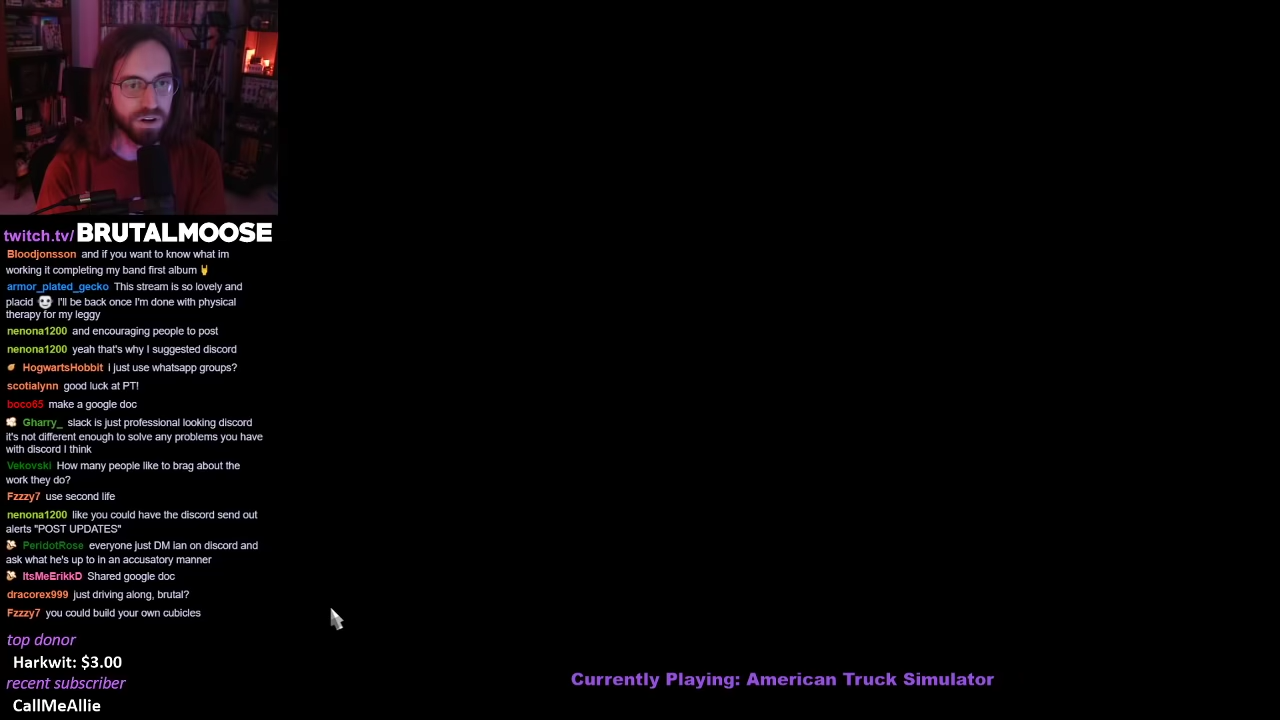 twitch.tv/BRUTALMOOSE
Bloodjonsson and if you want to know what im
working it completing my band first album 🤘
armor_plated_gecko This stream is so lovely and
placid I'll be back once I'm done with physical
therapy for my leggy
nenona1200 and encouraging people to post
nenona1200 yeah that's why I suggested discord
HogwartsHobbit i just use whatsapp groups?
scotialynn good luck at PT!
boco65 make a google doc
Gharry_ slack is just professional looking discord
it's not different enough to solve any problems you have
with discord I think
Vekovski How many people like to brag about the
work they do?
Fzzzy7 use second life
nenona1200 like you could have the discord send out
alerts "POST UPDATES"
PeridotRose everyone just DM ian on discord and
ask what he's up to in an accusatory manner
ItsMeErikkD Shared google doc
dracorex999 just driving along, brutal?
Fzzzy7 you could build your own cubicles
top donor
Harkwit: $3.00
recent subscriber
CallMeAllie
Currently Playing: American Truck Simulator